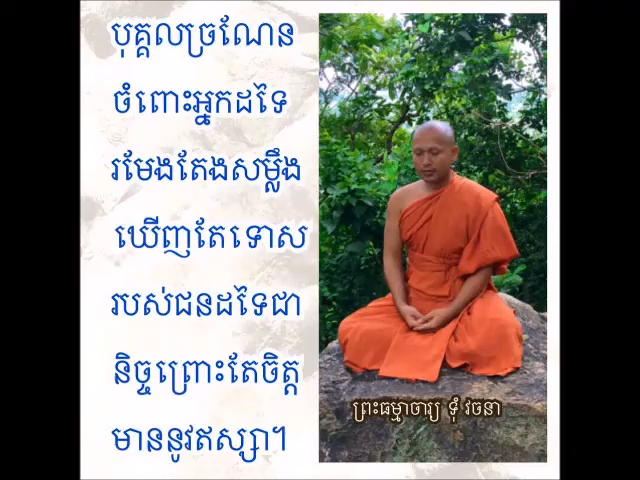 បុគ្គលច្រណែន
ចំពោះអ្នកដទៃ
រមែងតែងសម្លឹង
ឃើញតែទោស
របស់ជនដទៃជា
និច្ចព្រោះតែចិត្ត
មាននូវឥស្សា។
ព្រះធម្មាចារ្យ ទុំ វចនា